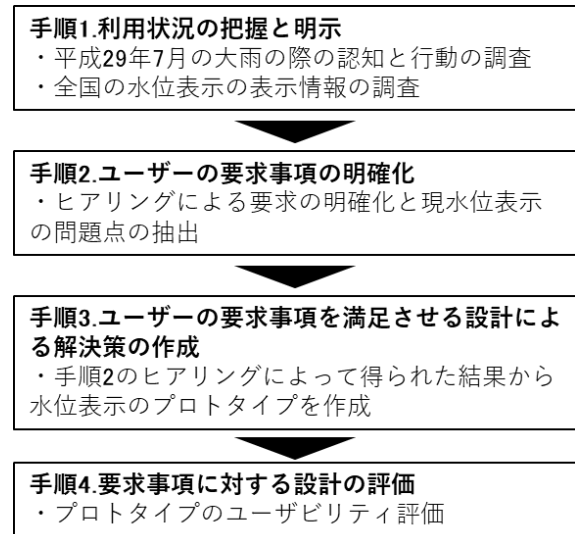 手順1.利用状況の把握と明示
・平成29年7月の大雨の際の認知と行動の調査
・全国の水位表示の表示情報の調査
手順2.ユーザーの要求事項の明確化
・ヒアリングによる要求の明確化と現水位表示
の問題点の抽出
手順3.ユーザーの要求事項を満足させる設計によ
る解決策の作成
・手順2のヒアリングによって得られた結果から
水位表示のプロトタイプを作成
手順4.要求事項に対する設計の評価
・プロトタイプのユーザビリティ評価